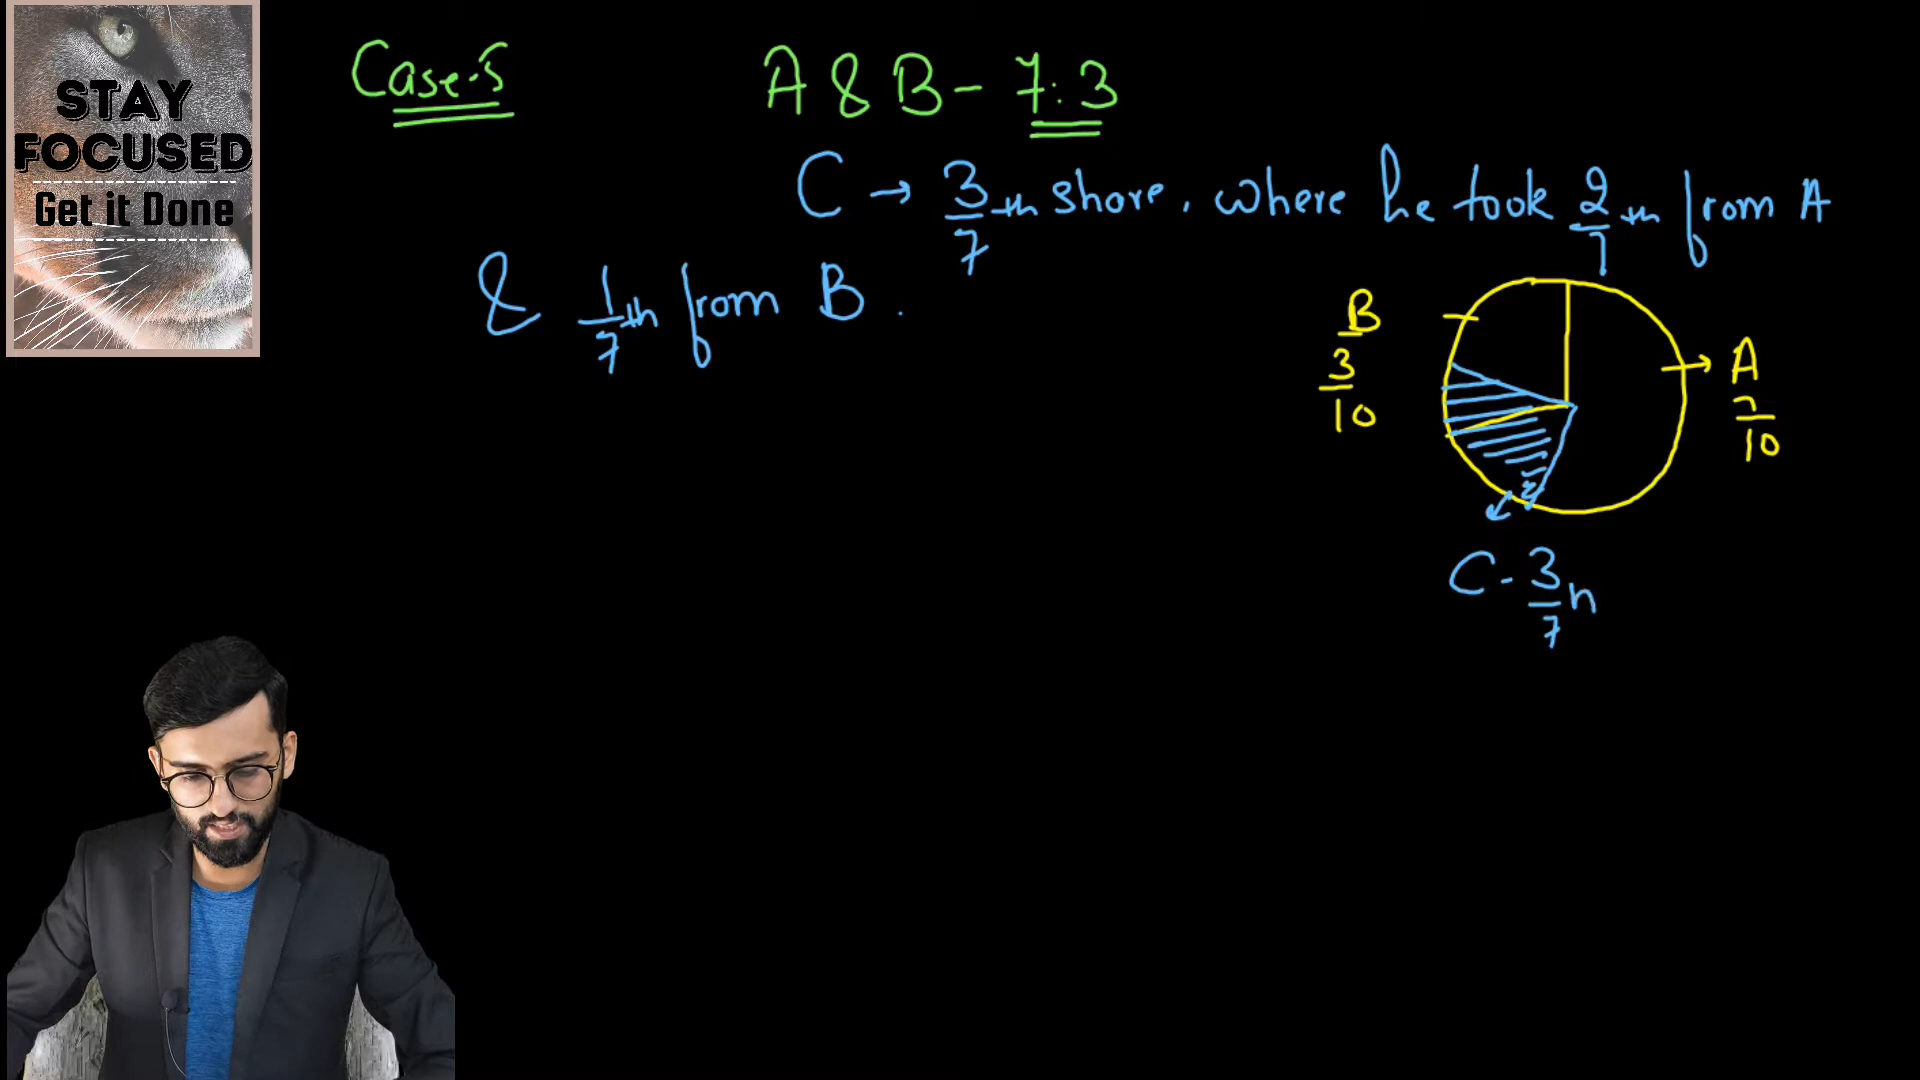 STAY
FOCUSED
Get it Done
Case-5
A & B - 7:3
C → 3/7th share, where he took 2/7th from A
& 1/7th from B.
B
3/10
A
7/10
C - 3/7 h